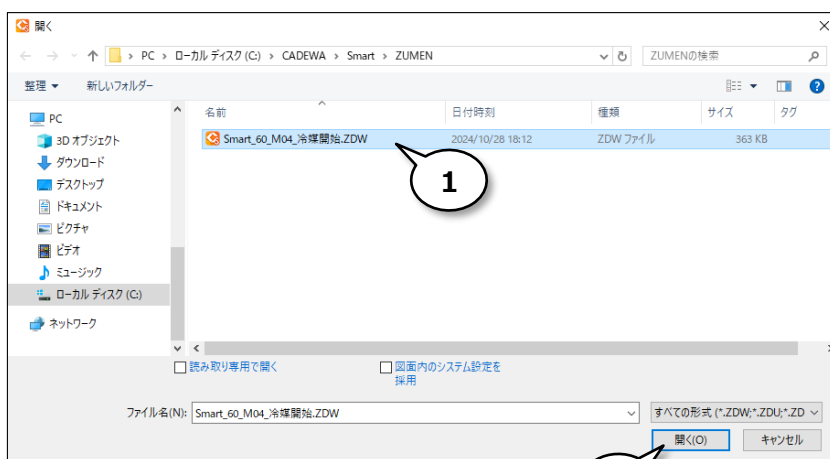 開く
PC > ローカル ディスク (C:) > CADEWA > Smart > ZUMEN
ZUMENの検索
整理 新しいフォルダー
名前 日付時刻 種類 サイズ タグ
PC
Smart_60_M04_冷媒開始.ZDW 2024/10/28 18:12 ZDW ファイル 363 KB
3D オブジェクト
ダウンロード
1
デスクトップ
ドキュメント
ピクチャ
ビデオ
ミュージック
ローカル ディスク (C:)
ネットワーク
読み取り専用で開く 図面内のシステム設定を
採用
ファイル名(N): Smart_60_M04_冷媒開始.ZDW すべての形式 (*.ZDW;*.ZDU;*.ZD
開く(O) キャンセル